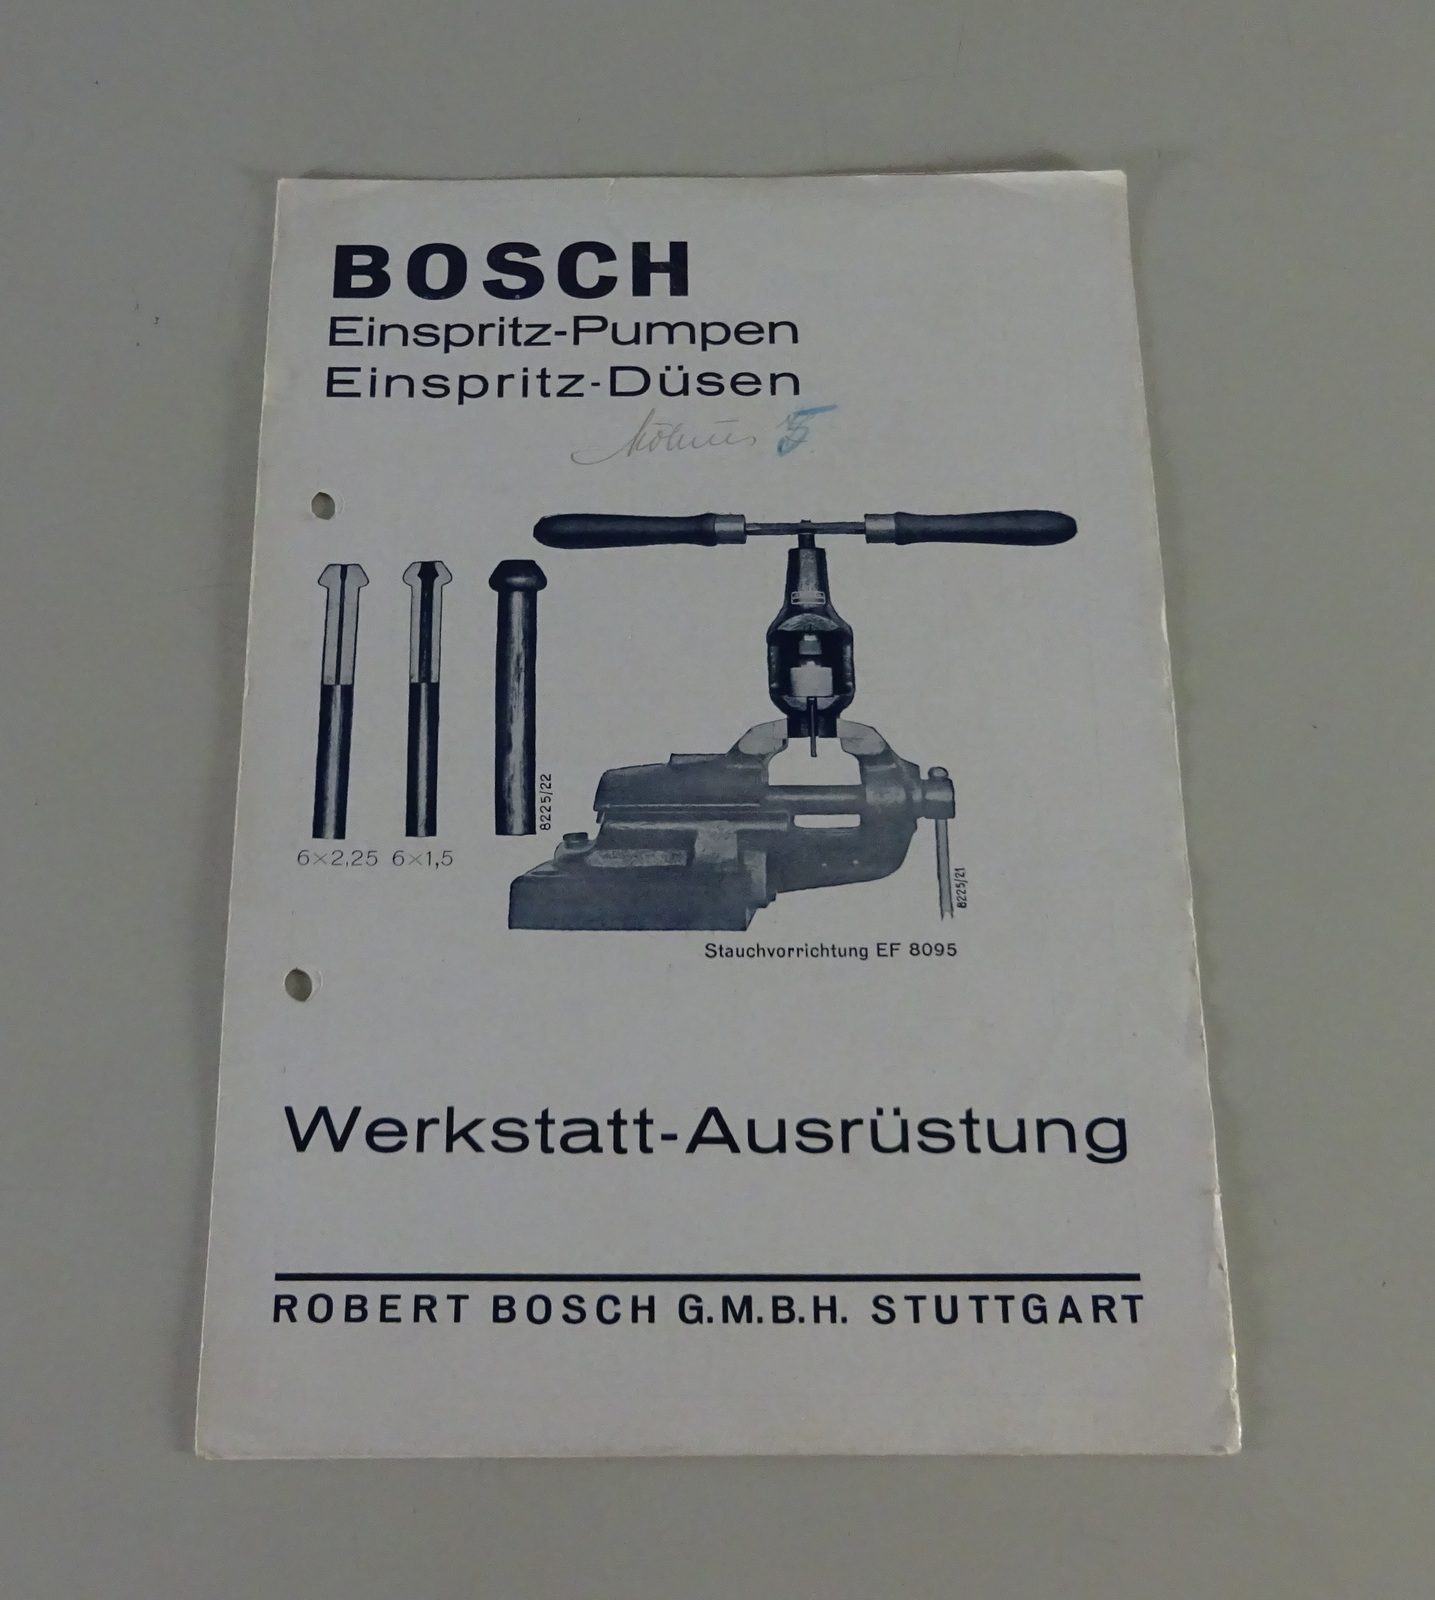 BOSCH
Einspritz-Pumpen
Einspritz-Düsen
8225/22
6×2,25 6×1,5
8225/21
Stauchvorrichtung EF 8095
Werkstatt-Ausrüstung
ROBERT BOSCH G.M.B.H. STUTTGART